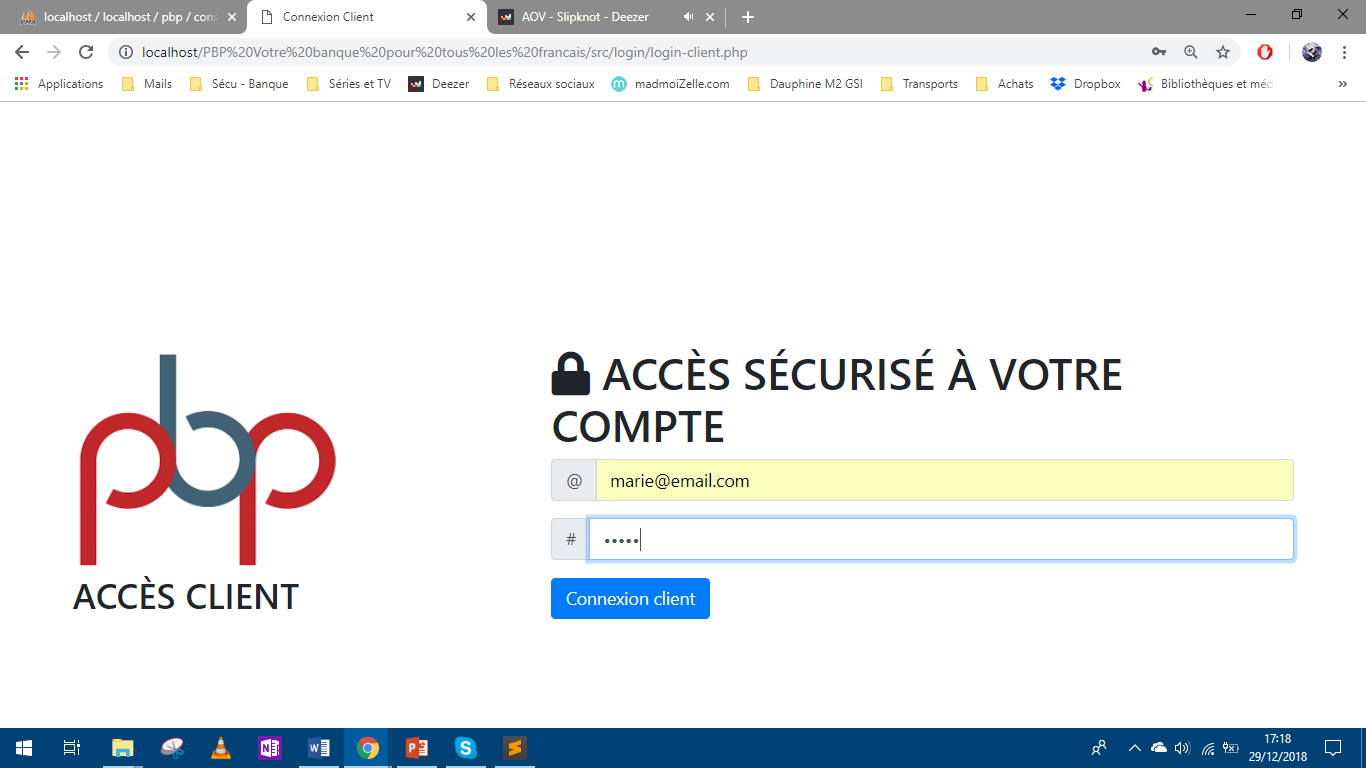 localhost / localhost / pbp / cons
Connexion Client
AOV - Slipknot - Deezer
localhost/PBP%20Votre%20banque%20pour%20tous%20les%20francais/src/login/login-client.php
Applications
Mails
Sécu - Banque
Séries et TV
Deezer
Réseaux sociaux
madmoiZelle.com
Dauphine M2 GSI
Transports
Achats
Dropbox
Bibliothèques et méd
pbp
ACCÈS CLIENT
ACCÈS SÉCURISÉ À VOTRE
COMPTE
@ marie@email.com
# •••••
Connexion client
17:18
29/12/2018